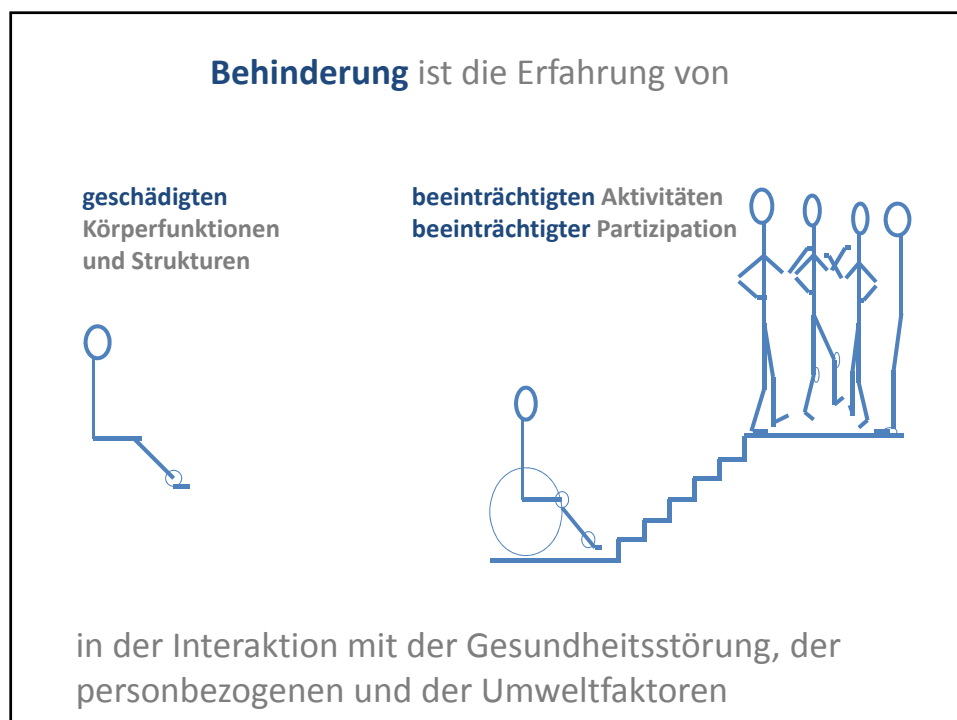 Behinderung ist die Erfahrung von
geschädigten
Körperfunktionen
und Strukturen
beeinträchtigten Aktivitäten
beeinträchtigter Partizipation
in der Interaktion mit der Gesundheitsstörung, der
personbezogenen und der Umweltfaktoren